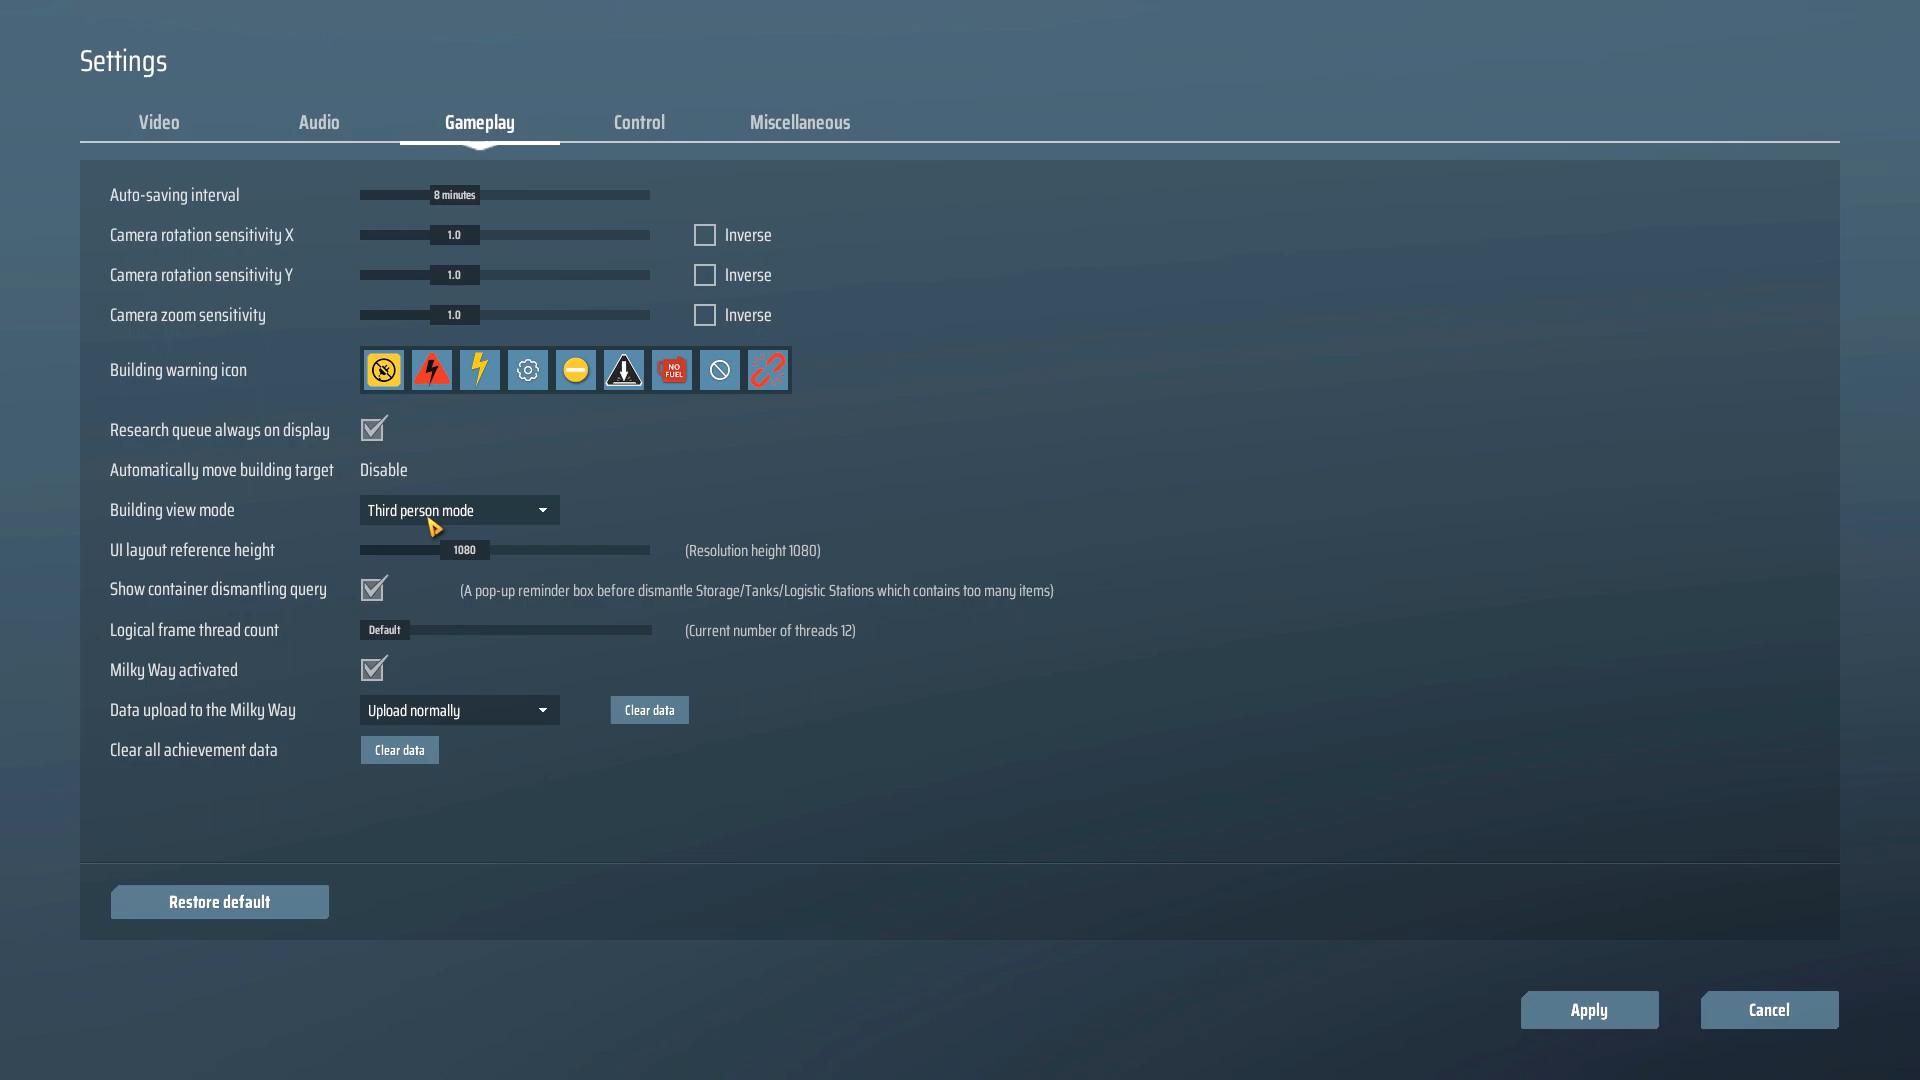 Settings
Video Audio Gameplay Control Miscellaneous
Auto-saving interval 8 minutes
Camera rotation sensitivity X 1.0 Inverse
Camera rotation sensitivity Y 1.0 Inverse
Camera zoom sensitivity 1.0 Inverse
Building warning icon NO FUEL
Research queue always on display
Automatically move building target Disable
Building view mode Third person mode
UI layout reference height 1080 (Resolution height 1080)
Show container dismantling query (A pop-up reminder box before dismantle Storage/Tanks/Logistic Stations which contains too many items)
Logical frame thread count Default (Current number of threads 12)
Milky Way activated
Data upload to the Milky Way Upload normally Clear data
Clear all achievement data Clear data
Restore default
Apply Cancel